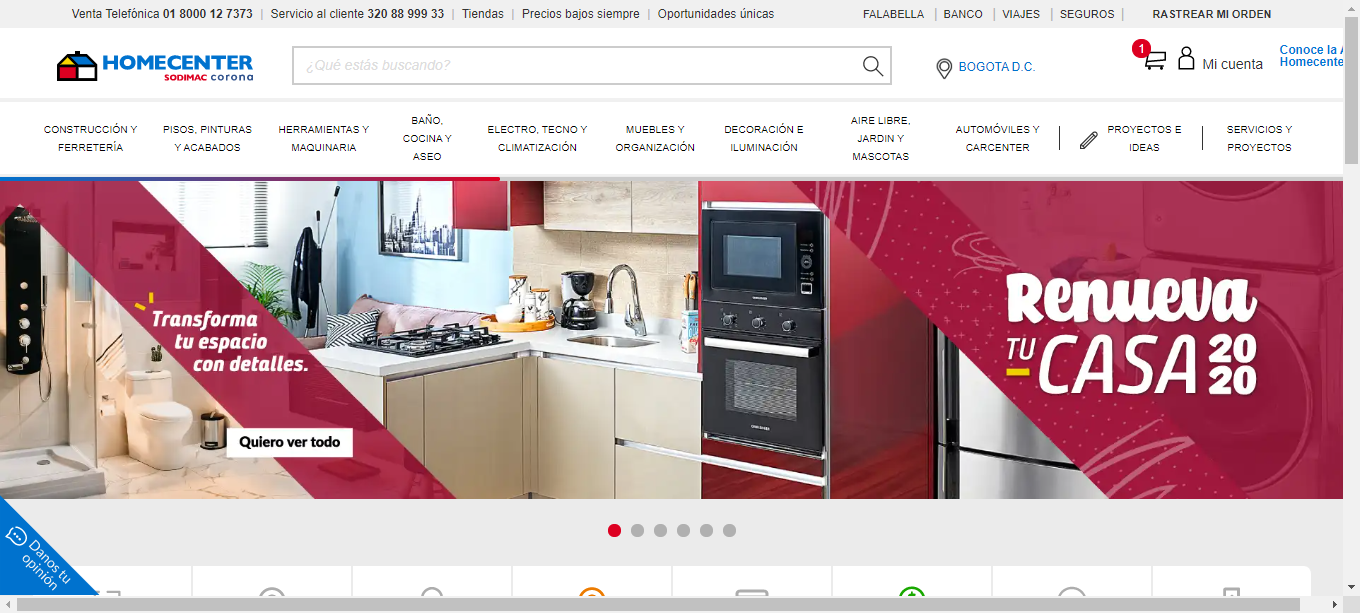 Venta Telefónica 01 8000 12 7373 | Servicio al cliente 320 88 999 33 | Tiendas | Precios bajos siempre | Oportunidades únicas
FALABELLA | BANCO | VIAJES | SEGUROS | RASTREAR MI ORDEN
HOMECENTER
SODIMAC corona
¿Qué estás buscando?
BOGOTA D.C.
1
Mi cuenta
Conoce la A
Homecente
CONSTRUCCIÓN Y
FERRETERÍA
PISOS, PINTURAS
Y ACABADOS
HERRAMIENTAS Y
MAQUINARIA
BAÑO,
COCINA Y
ASEO
ELECTRO, TECNO Y
CLIMATIZACIÓN
MUEBLES Y
ORGANIZACIÓN
DECORACIÓN E
ILUMINACIÓN
AIRE LIBRE,
JARDIN Y
MASCOTAS
AUTOMÓVILES Y
CARCENTER
PROYECTOS E
IDEAS
SERVICIOS Y
PROYECTOS
Transforma
tu espacio
con detalles.
Quiero ver todo
Renueva
TU CASA 20
20
Danos tu
opinión